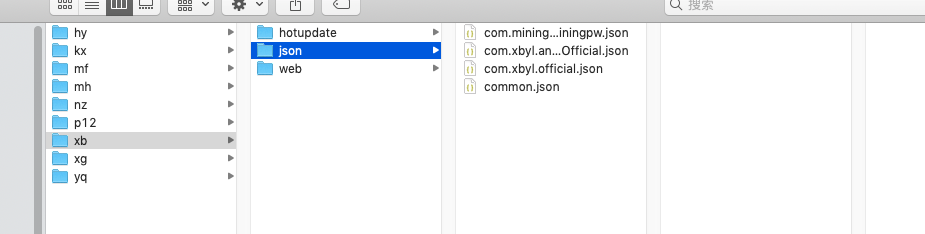 搜索
hy
kx
mf
mh
nz
p12
xb
xg
yq
hotupdate
json
web
com.mining...iningpw.json
com.xbyl.an...Official.json
com.xbyl.official.json
common.json